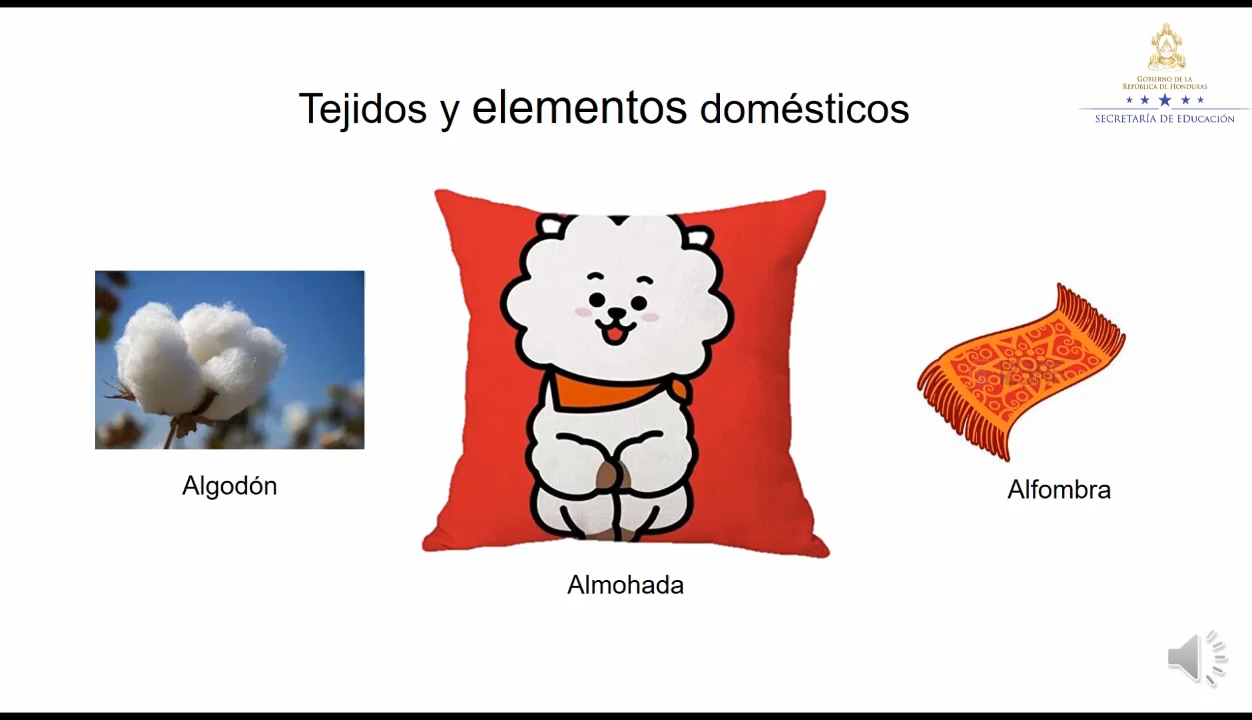 GOBIERNO DE LA
REPÚBLICA DE HONDURAS
SECRETARÍA DE EDUCACIÓN
Tejidos y elementos domésticos
Algodón
Alfombra
Almohada